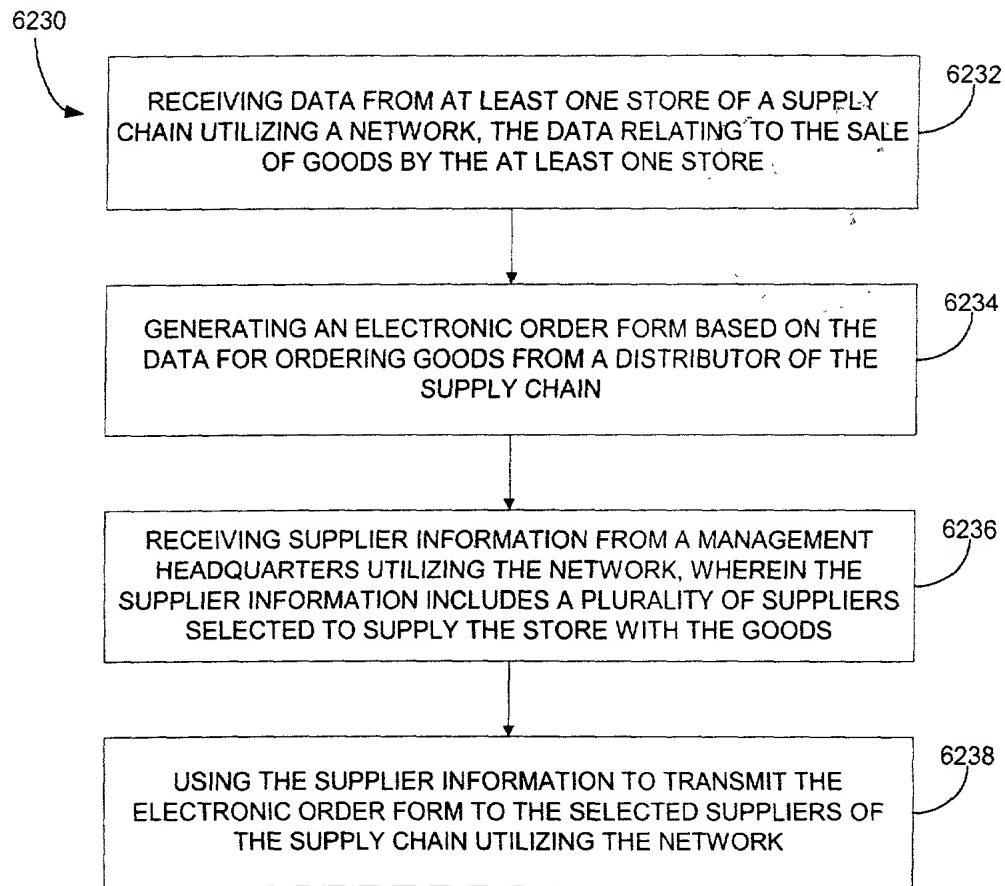 6230
6232
RECEIVING DATA FROM AT LEAST ONE STORE OF A SUPPLY
CHAIN UTILIZING A NETWORK, THE DATA RELATING TO THE SALE
OF GOODS BY THE AT LEAST ONE STORE
6234
GENERATING AN ELECTRONIC ORDER FORM BASED ON THE
DATA FOR ORDERING GOODS FROM A DISTRIBUTOR OF THE
SUPPLY CHAIN
6236
RECEIVING SUPPLIER INFORMATION FROM A MANAGEMENT
HEADQUARTERS UTILIZING THE NETWORK, WHEREIN THE
SUPPLIER INFORMATION INCLUDES A PLURALITY OF SUPPLIERS
SELECTED TO SUPPLY THE STORE WITH THE GOODS
6238
USING THE SUPPLIER INFORMATION TO TRANSMIT THE
ELECTRONIC ORDER FORM TO THE SELECTED SUPPLIERS OF
THE SUPPLY CHAIN UTILIZING THE NETWORK